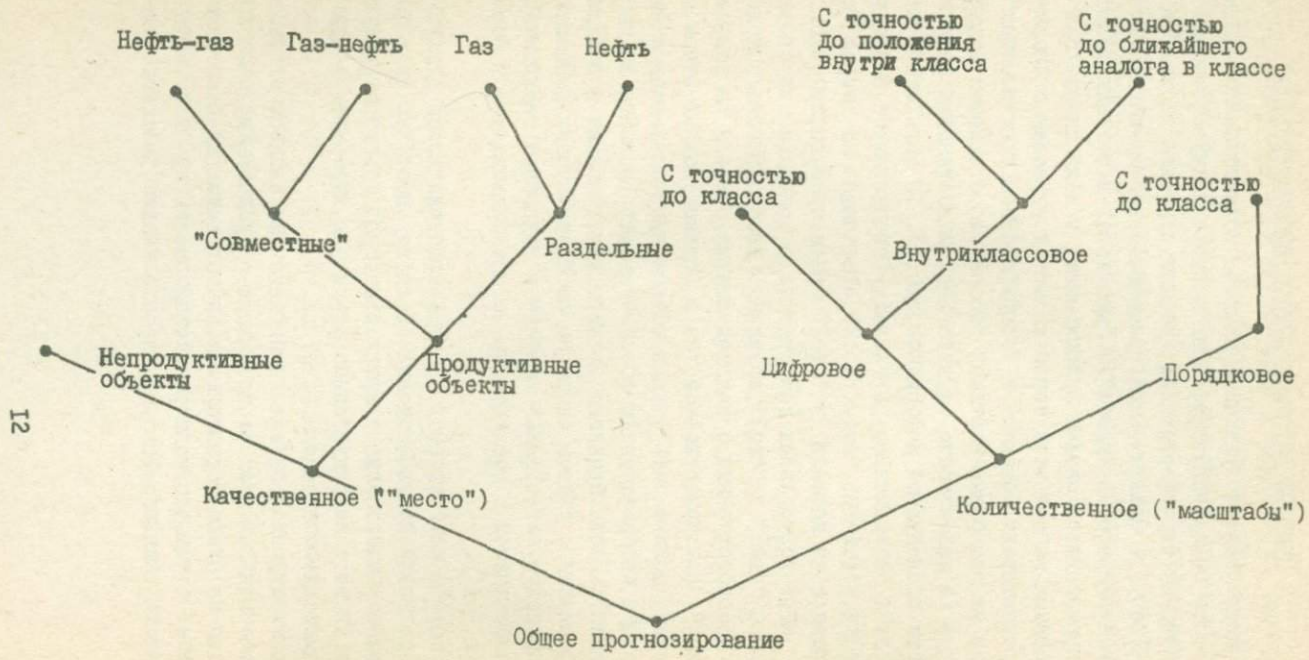 С точностью
до положения
внутри класса
С точностью
до ближайшего
аналога в классе
Нефть-газ
Газ-нефть
Газ
Нефть
С точностью
до класса
С точностью
до класса
"Совместные"
Раздельные
Внутриклассовое
Непродуктивные
объекты
Продуктивные
объекты
Цифровое
Порядковое
Качественное ("место")
Количественное ("масштабы")
Общее прогнозирование
I2